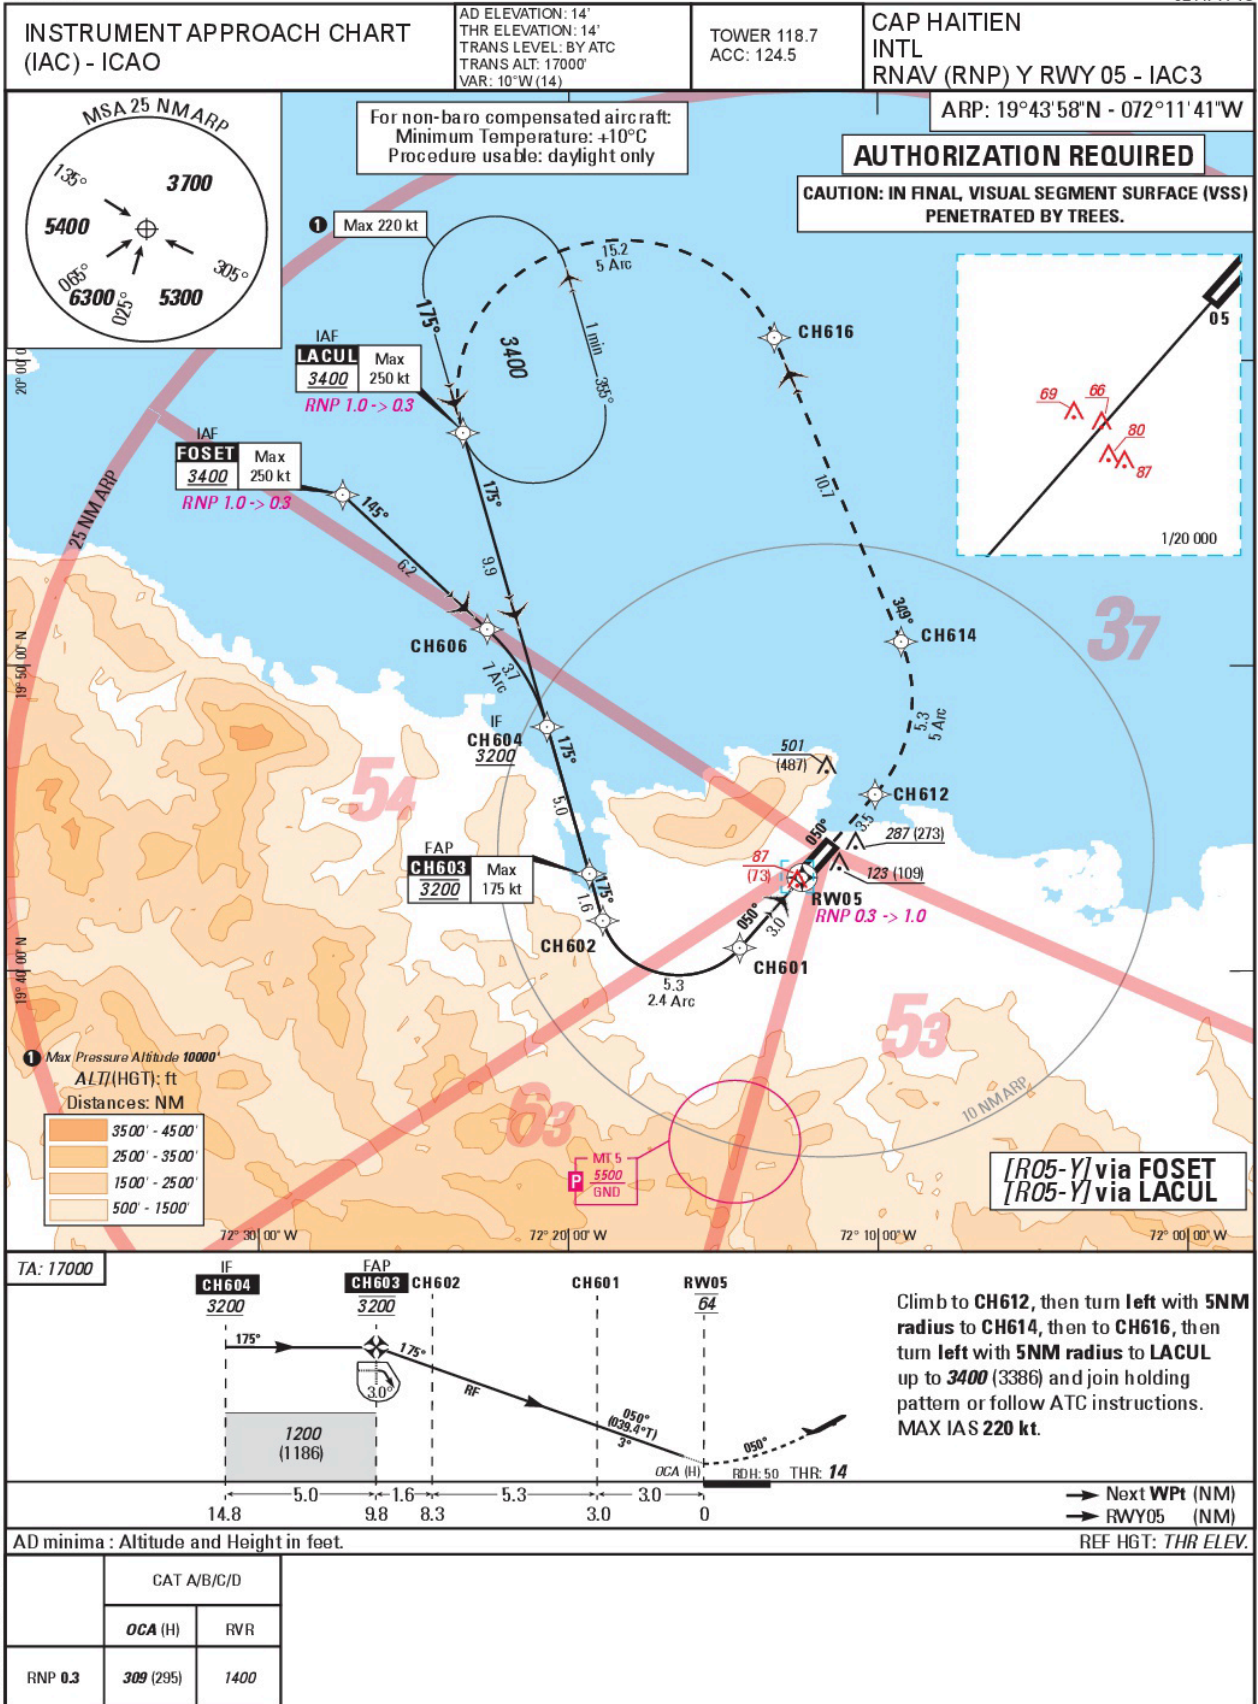 INSTRUMENT APPROACH CHART
(IAC) - ICAO
AD ELEVATION: 14'
THR ELEVATION: 14'
TRANS LEVEL: BY ATC
TRANS ALT: 17000'
VAR: 10°W (14)
TOWER 118.7
ACC: 124.5
CAP HAITIEN
INTL
RNAV (RNP) Y RWY 05 - IAC3
ARP: 19°43'58"N - 072°11'41"W
MSA 25 NM ARP
135°
3700
5400
065°
6300
025°
5300
305°
For non-baro compensated aircraft:
Minimum Temperature: +10°C
Procedure usable: daylight only
AUTHORIZATION REQUIRED
CAUTION: IN FINAL, VISUAL SEGMENT SURFACE (VSS)
PENETRATED BY TREES.
1 Max 220 kt
15.2
5 Arc
175°
3400
1 min
355°
CH616
05
69
66
80
87
1/20 000
IAF
LACUL
3400
Max
250 kt
RNP 1.0 -> 0.3
20° 00' 0
IAF
FOSET
3400
Max
250 kt
RNP 1.0 -> 0.3
145°
175°
10.7
25 NM ARP
6.2
9.9
349°
CH614
37
CH606
3.7
7 Arc
19° 50' 00" N
IF
CH604
3200
175°
5.3
5 Arc
54
501
(487)
CH612
5.0
3.5
050°
287 (273)
FAP
CH603
3200
Max
175 kt
87
(73)
123 (109)
175°
1.6
RW05
RNP 0.3 -> 1.0
050°
3.0
CH602
CH601
5.3
2.4 Arc
19° 40' 00" N
53
1 Max Pressure Altitude 10000'
ALT/(HGT): ft
Distances: NM
3500' - 4500'
2500' - 3500'
1500' - 2500'
500' - 1500'
63
10 NM ARP
MT 5
P 5500
GND
[R05-Y] via FOSET
[R05-Y] via LACUL
72° 30' 00" W
72° 20' 00" W
72° 10' 00" W
72° 00' 00" W
TA: 17000
IF
CH604
3200
FAP
CH603
3200
CH602
CH601
RW05
64
175°
175°
3.0°
RF
050°
(039.4°T)
3°
1200
(1186)
OCA (H)
050°
RDH: 50 THR: 14
Climb to CH612, then turn left with 5NM
radius to CH614, then to CH616, then
turn left with 5NM radius to LACUL
up to 3400 (3386) and join holding
pattern or follow ATC instructions.
MAX IAS 220 kt.
5.0 1.6 5.3 3.0
Next WPt (NM)
14.8 9.8 8.3 3.0 0
RWY05 (NM)
AD minima : Altitude and Height in feet.
REF HGT: THR ELEV.
CAT A/B/C/D
OCA (H) RVR
RNP 0.3 309 (295) 1400